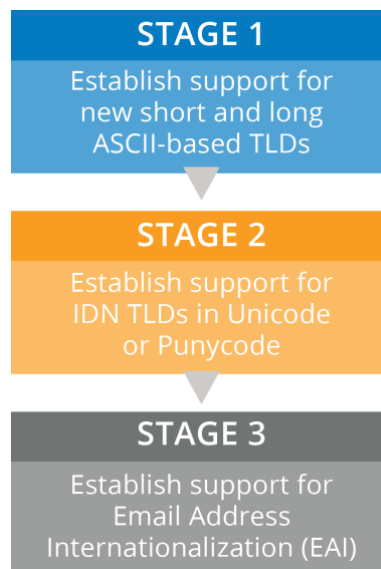 STAGE 1
Establish support for
new short and long
ASCII-based TLDs
STAGE 2
Establish support for
IDN TLDs in Unicode
or Punycode
STAGE 3
Establish support for
Email Address
Internationalization (EAI)